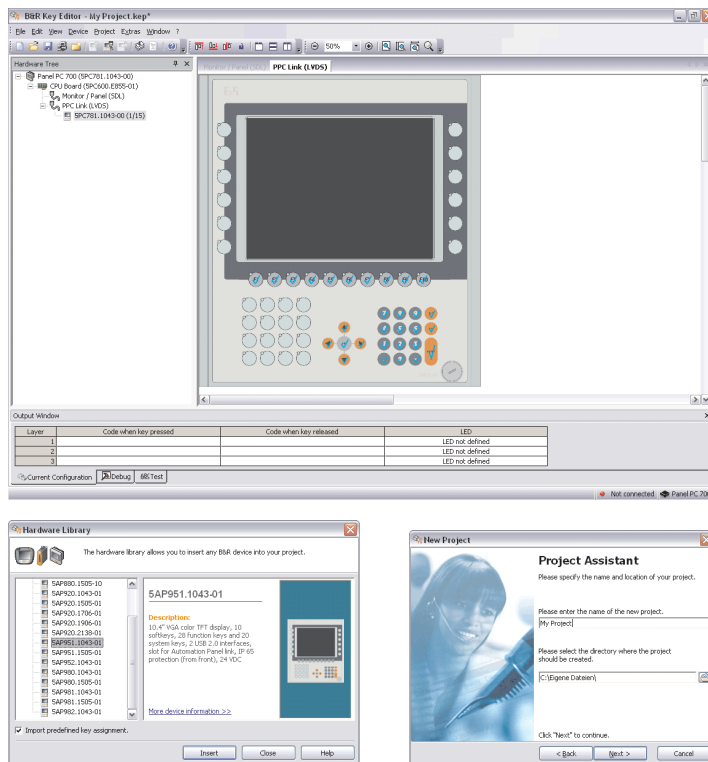 B&R Key Editor - My Project.kep*
File Edit View Device Project Extras Window ?
50%
Hardware Tree
Monitor / Panel (SDL) PPC Link (LVDS)
Panel PC 700 (5PC781.1043-00)
CPU Board (5PC600.E855-01)
Monitor / Panel (SDL)
PPC Link (LVDS)
5PC781.1043-00 (1/15)
Output Window
Layer Code when key pressed Code when key released LED
1 LED not defined
2 LED not defined
3 LED not defined
Current Configuration Debug Test
Not connected Panel PC 700
Hardware Library
The hardware library allows you to insert any B&R device into your project.
5AP880.1505-10
5AP920.1043-01
5AP920.1505-01
5AP920.1706-01
5AP920.1906-01
5AP920.2138-01
5AP951.1043-01
5AP951.1505-01
5AP952.1043-01
5AP980.1043-01
5AP980.1505-01
5AP981.1043-01
5AP981.1505-01
5AP982.1043-01
5AP951.1043-01
Description:
10.4" VGA color TFT display, 10
softkeys, 28 function keys and 20
system keys, 2 USB 2.0 interfaces,
slot for Automation Panel link, IP 65
protection (from front), 24 VDC
More device information >>
Import predefined key assignment.
Insert Close Help
New Project
Project Assistant
Please specify the name and location of your project.
Please enter the name of the new project.
My Project
Please select the directory where the project
should be created.
C:\Eigene Dateien\
Click "Next" to continue.
< Back Next > Cancel